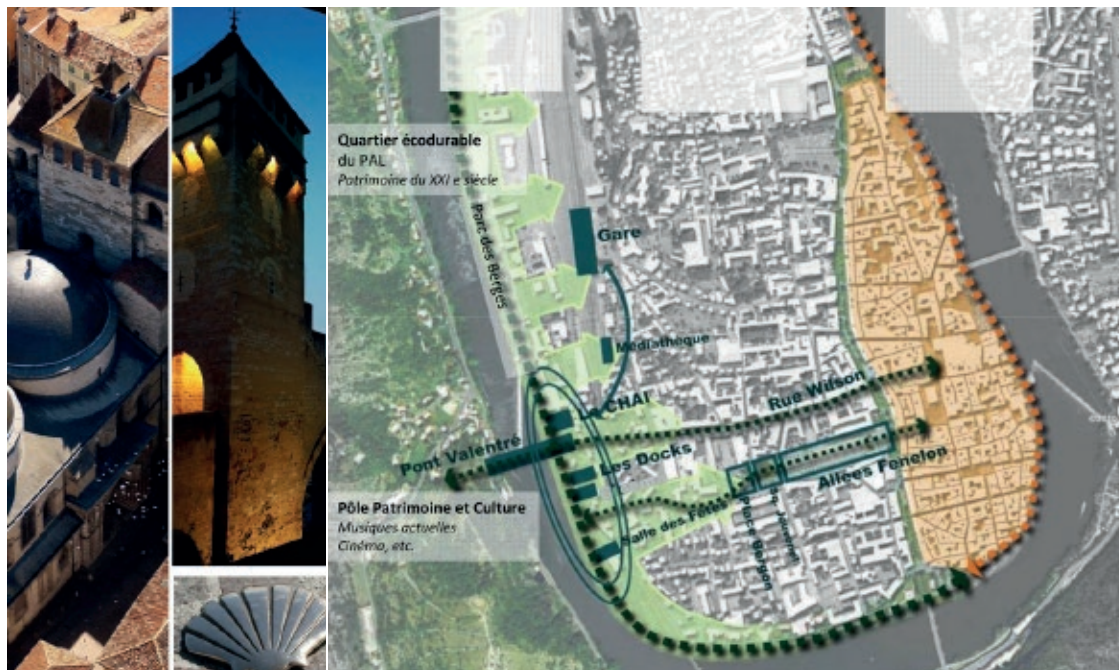 Quartier écodurable
du PAL
Patrimoine du XXI e siècle
Parc des Berges
Gare
Médiathèque
Le CHAI
Rue Wilson
Pont Valentré
Les Docks
Allées Fenelon
Salle des Fêtes
Place Bergon
Pôle Patrimoine et Culture
Musiques actuelles
Cinéma, etc.